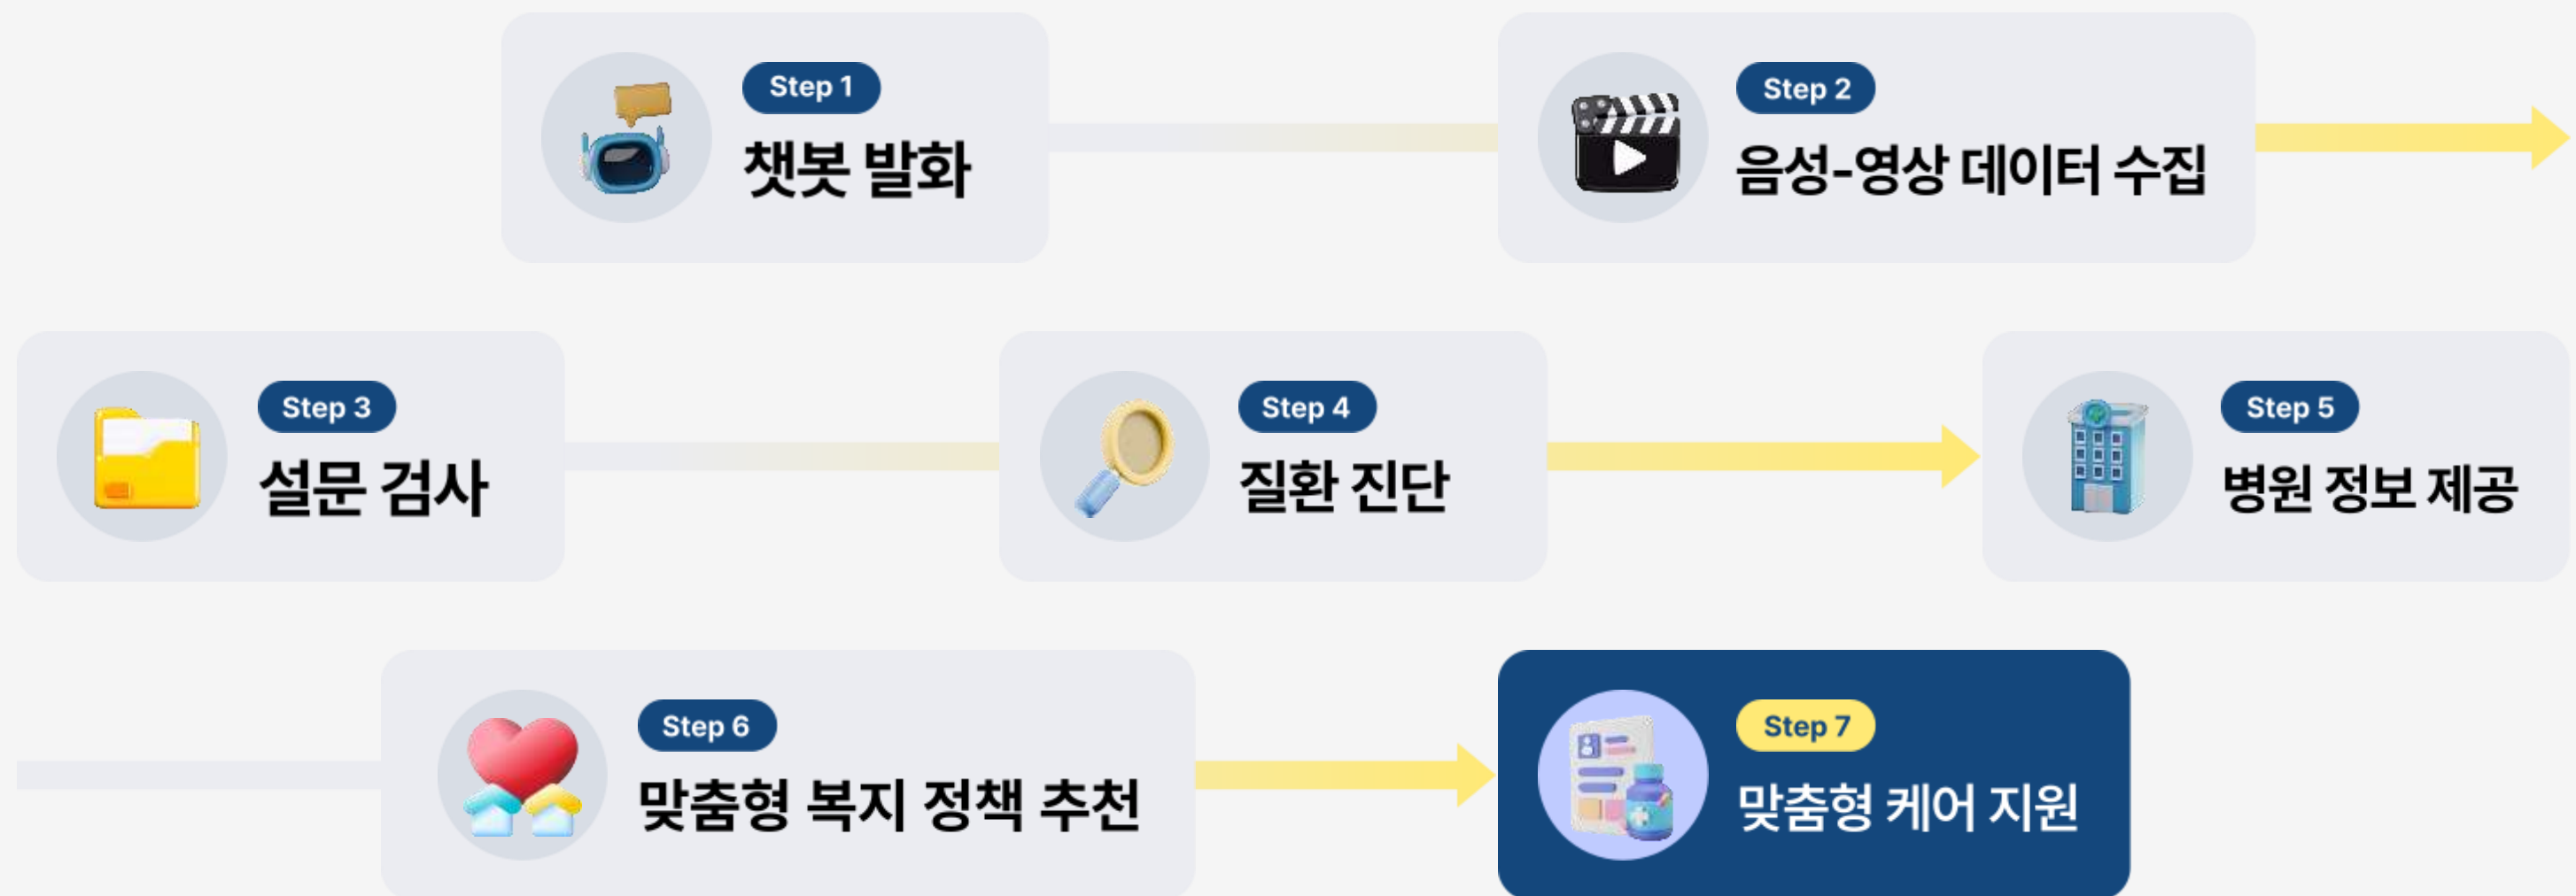 Step 1
챗봇 발화
Step 2
음성-영상 데이터 수집
Step 3
설문 검사
Step 4
질환 진단
Step 5
병원 정보 제공
Step 6
맞춤형 복지 정책 추천
Step 7
맞춤형 케어 지원